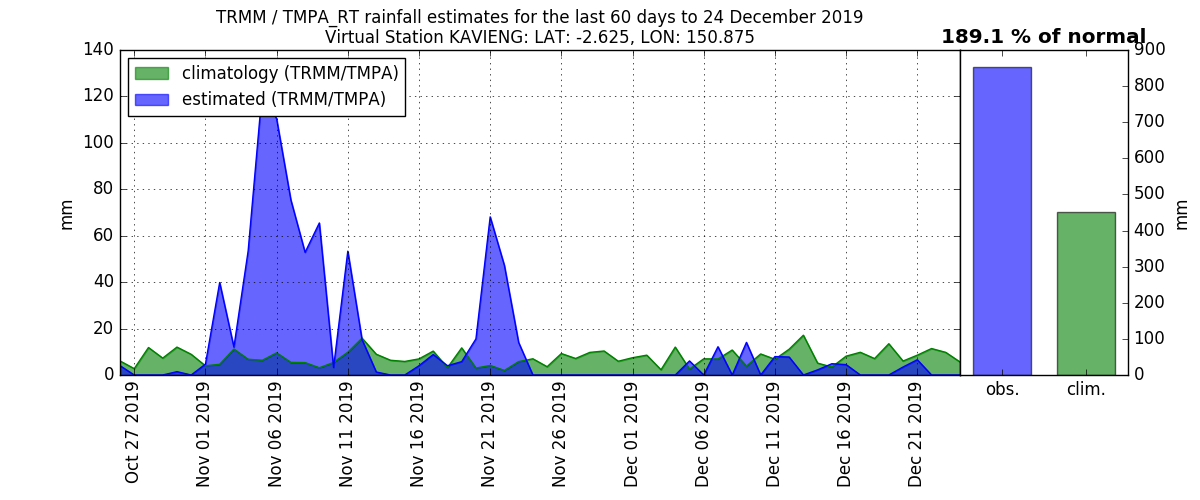 TRMM / TMPA_RT rainfall estimates for the last 60 days to 24 December 2019
Virtual Station KAVIENG: LAT: -2.625, LON: 150.875
189.1 % of normal
climatology (TRMM/TMPA)
estimated (TRMM/TMPA)
mm
140
120
100
80
60
40
20
0
Oct 27 2019
Nov 01 2019
Nov 06 2019
Nov 11 2019
Nov 16 2019
Nov 21 2019
Nov 26 2019
Dec 01 2019
Dec 06 2019
Dec 11 2019
Dec 16 2019
Dec 21 2019
obs.
clim.
900
800
700
600
500
400
300
200
100
0
mm